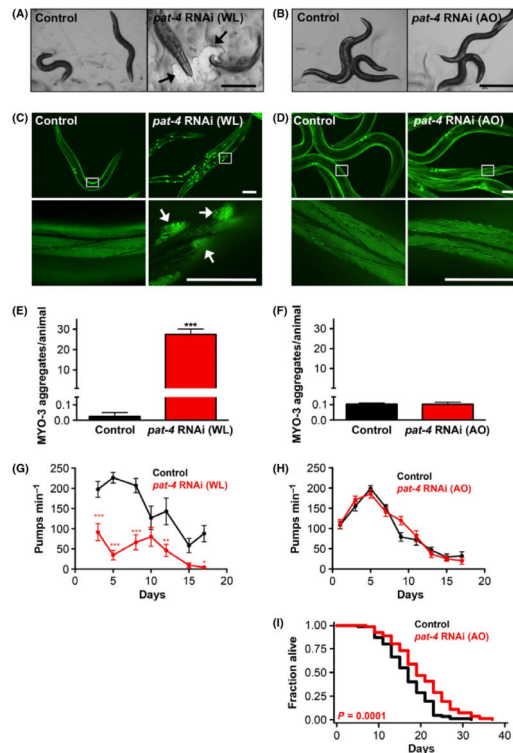 (A) Control pat-4 RNAi (WL)
(B) Control pat-4 RNAi (AO)
(C) Control pat-4 RNAi (WL)
(D) Control pat-4 RNAi (AO)
(E)
MYO-3 aggregates/animal
30
20
10
0.1
0.0
***
Control pat-4 RNAi (WL)
(F)
MYO-3 aggregates/animal
30
20
10
0.1
0.0
Control pat-4 RNAi (AO)
(G)
Control
pat-4 RNAi (WL)
Pumps min⁻¹
250
200
150
100
50
0
*** *** *** ** *
0 5 10 15 20
Days
(H)
Control
pat-4 RNAi (AO)
Pumps min⁻¹
250
200
150
100
50
0
0 5 10 15 20
Days
(I)
Control
pat-4 RNAi (AO)
Fraction alive
1.00
0.75
0.50
0.25
0.00
P = 0.0001
0 10 20 30 40
Days